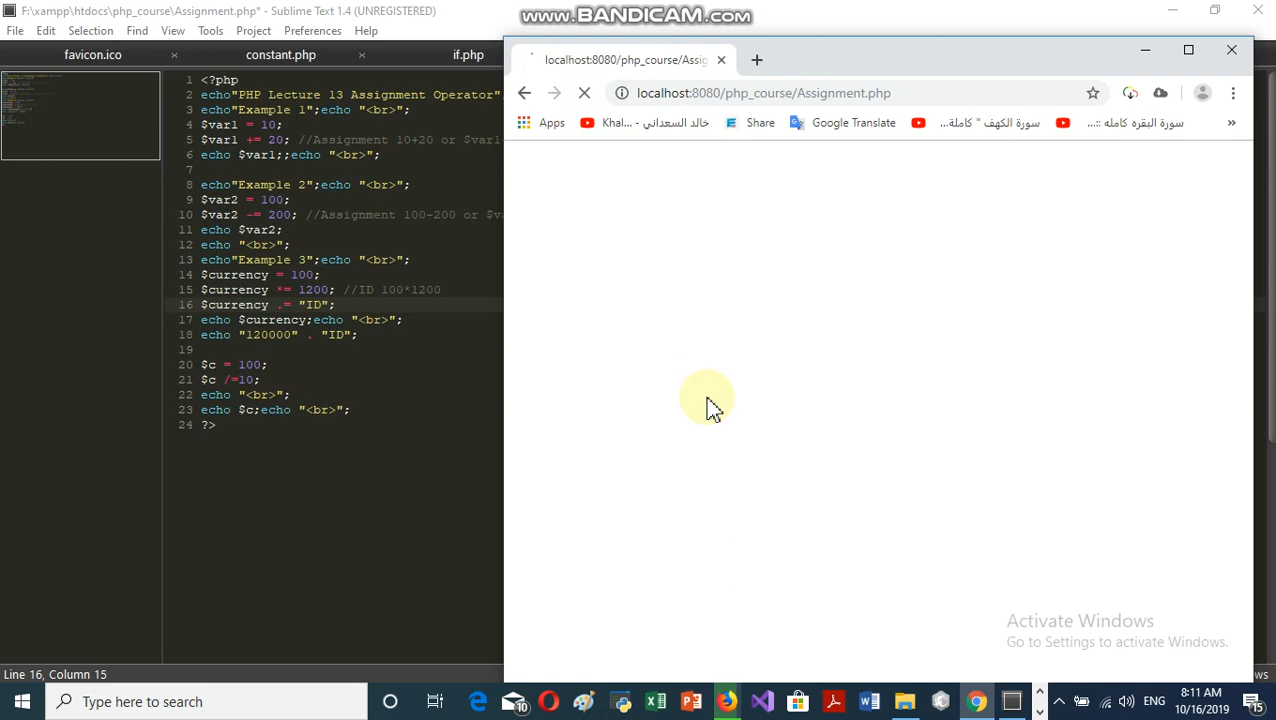 F:\xampp\htdocs\php_course\Assignment.php* - Sublime Text 1.4 (UNREGISTERED)
www.BANDICAM.com
File Edit Selection Find View Tools Project Preferences Help
favicon.ico × constant.php × if.php
localhost:8080/php_course/Assig × +
localhost:8080/php_course/Assignment.php
Apps Khal... - خالد السعداني Share Google Translate سورة الكهف " كاملة... سورة البقره كامله ::... »
1 <?php
2 echo"PHP Lecture 13 Assignment Operator"
3 echo"Example 1";echo "<br>";
4 $var1 = 10;
5 $var1 += 20; //Assignment 10+20 or $var1
6 echo $var1;;echo "<br>";
7
8 echo"Example 2";echo "<br>";
9 $var2 = 100;
10 $var2 -= 200; //Assignment 100-200 or $va
11 echo $var2;
12 echo "<br>";
13 echo"Example 3";echo "<br>";
14 $currency = 100;
15 $currency *= 1200; //ID 100*1200
16 $currency .= "ID";
17 echo $currency;echo "<br>";
18 echo "120000" . "ID";
19
20 $c = 100;
21 $c /=10;
22 echo "<br>";
23 echo $c;echo "<br>";
24 ?>
Activate Windows
Go to Settings to activate Windows.
Line 16, Column 15
ws
Type here to search
10
ENG
8:11 AM
10/16/2019
15